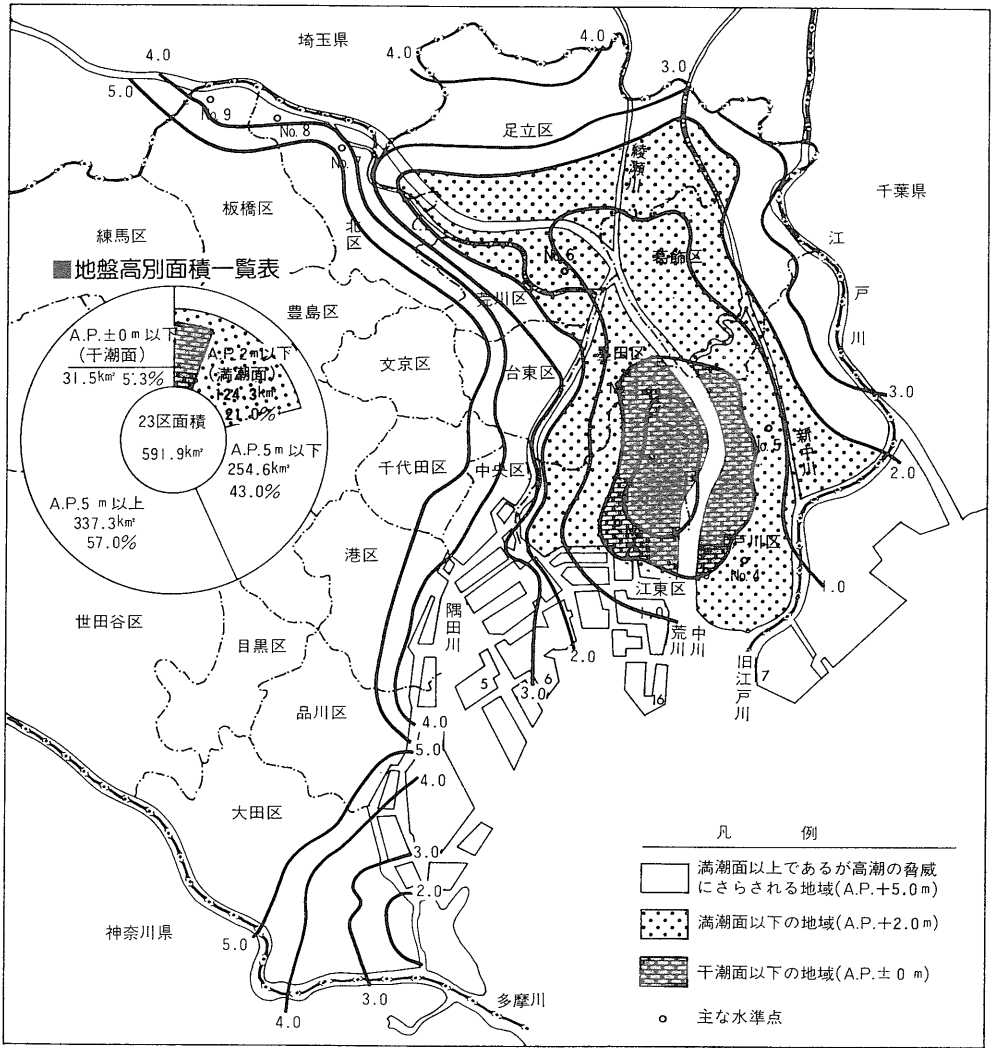 埼玉県
4.0
4.0
4.0
5.0
3.0
No. 9
No. 8
足立区
綾瀬川
千葉県
板橋区
練馬区
北区
江戸川
No. 6
葛飾区
■地盤高別面積一覧表
荒川区
豊島区
A.P.±0m以下
(干潮面)
31.5km² 5.3%
A.P.2m以下
(満潮面)
124.3km²
21.0%
23区面積
591.9km²
A.P.5m以下
254.6km²
43.0%
A.P.5m以上
337.3km²
57.0%
文京区
台東区
墨田区
3.0
No. 5
新中川
2.0
千代田区
中央区
港区
江戸川区
No. 4
江東区
1.0
1.0
世田谷区
隅田川
荒川
中川
目黒区
2.0
旧江戸川
7
5
6
16
3.0
品川区
4.0
5.0
4.0
大田区
3.0
2.0
神奈川県
5.0
3.0
4.0
多摩川
凡例
満潮面以上であるが高潮の脅威
にさらされる地域(A.P.+5.0m)
満潮面以下の地域(A.P.+2.0m)
干潮面以下の地域(A.P.±0m)
主な水準点